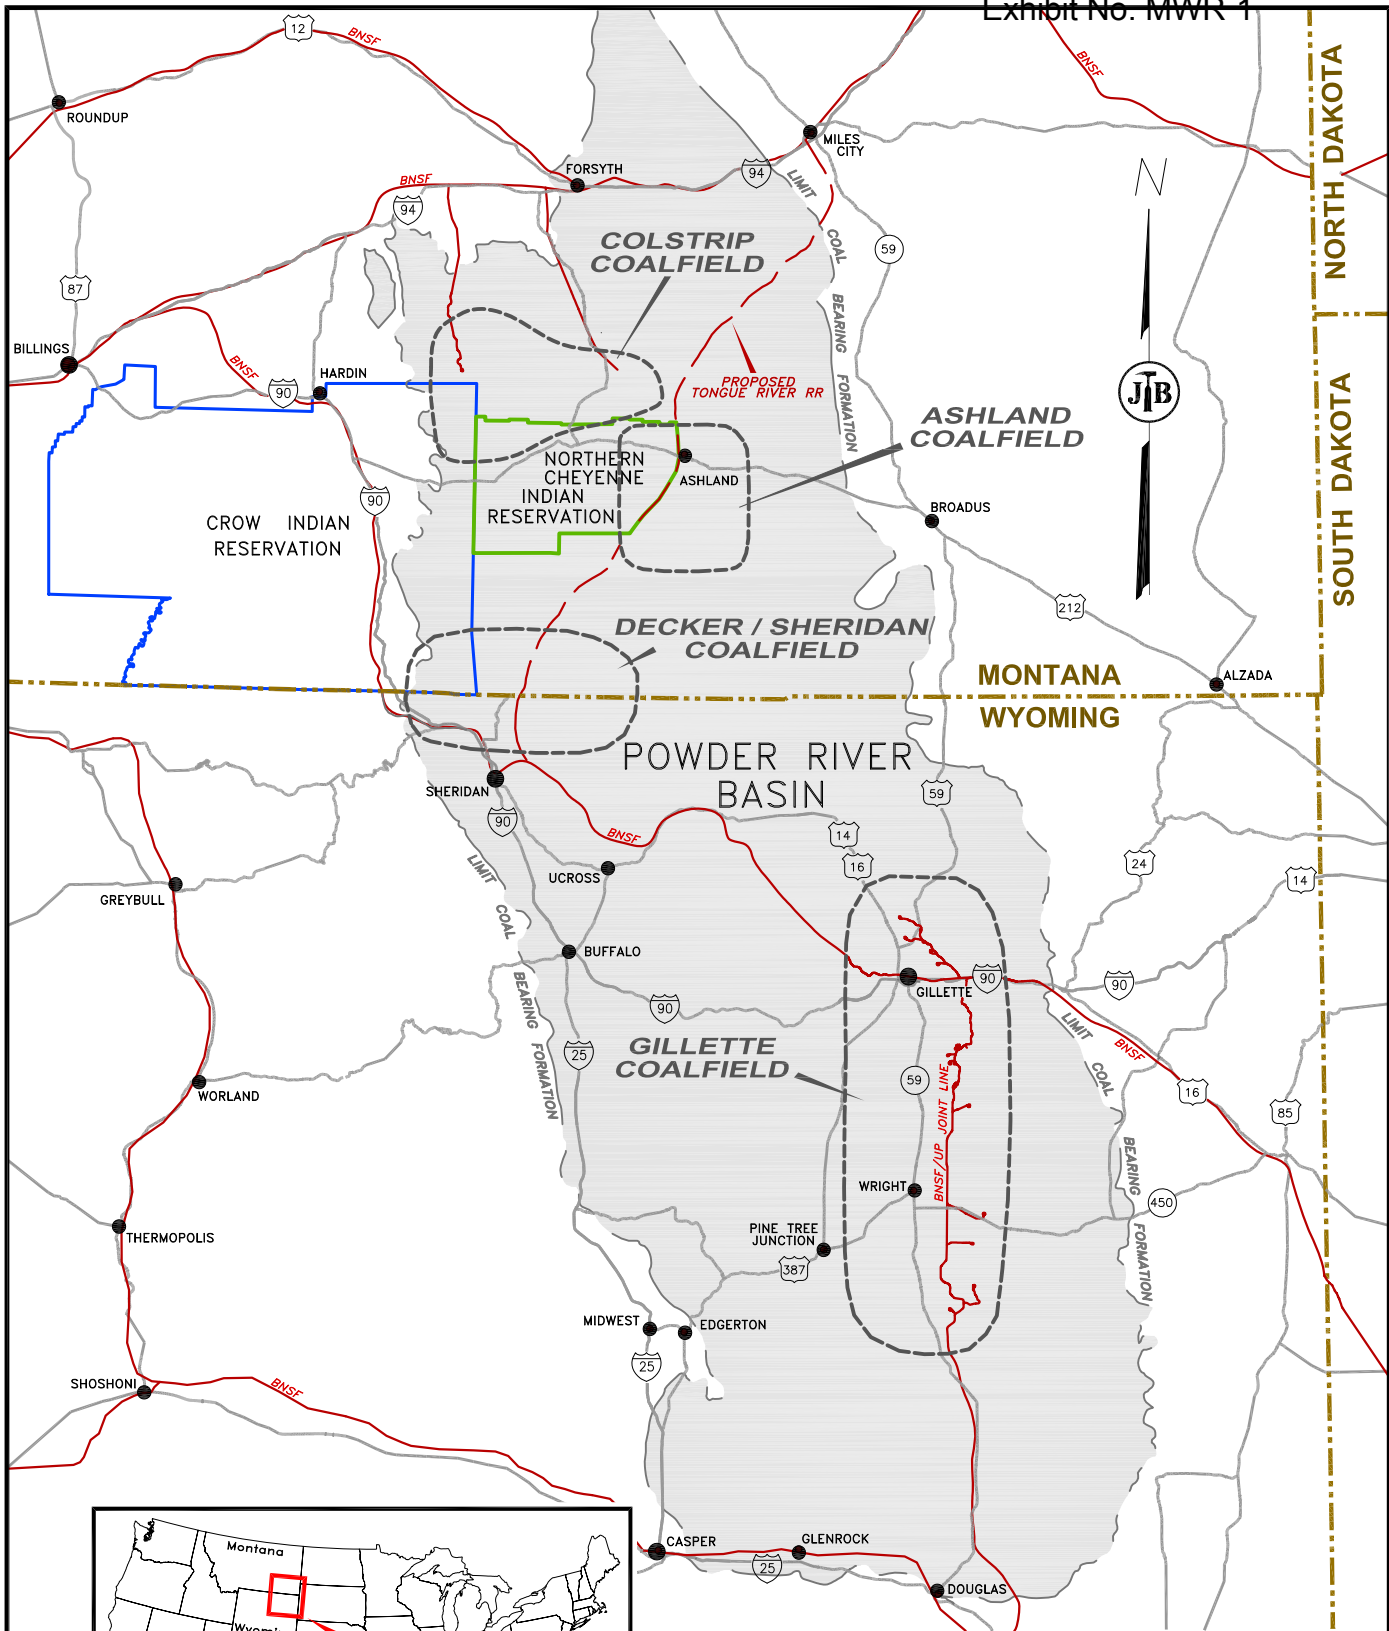 Exhibit No. MWR-1
12
BNSF
BNSF
ROUNDUP
MILES
CITY
NORTH DAKOTA
FORSYTH
94
LIMIT
COAL
BEARING
FORMATION
N
BNSF
94
COLSTRIP
COALFIELD
59
87
BILLINGS
BNSF
HARDIN
90
PROPOSED
TONGUE RIVER RR
JTB
SOUTH DAKOTA
ASHLAND
COALFIELD
NORTHERN
CHEYENNE
INDIAN
RESERVATION
ASHLAND
90
CROW INDIAN
RESERVATION
BROADUS
212
DECKER / SHERIDAN
COALFIELD
MONTANA
WYOMING
ALZADA
POWDER RIVER
BASIN
SHERIDAN
59
90
BNSF
14
16
24
14
LIMIT
COAL
BEARING
FORMATION
UCROSS
GREYBULL
BUFFALO
GILLETTE
90
90
90
25
GILLETTE
COALFIELD
LIMIT
COAL
BEARING
FORMATION
BNSF
59
BNSF/UP JOINT LINE
16
85
WORLAND
WRIGHT
450
THERMOPOLIS
PINE TREE
JUNCTION
387
MIDWEST
EDGERTON
25
SHOSHONI
BNSF
CASPER
GLENROCK
25
DOUGLAS
Montana